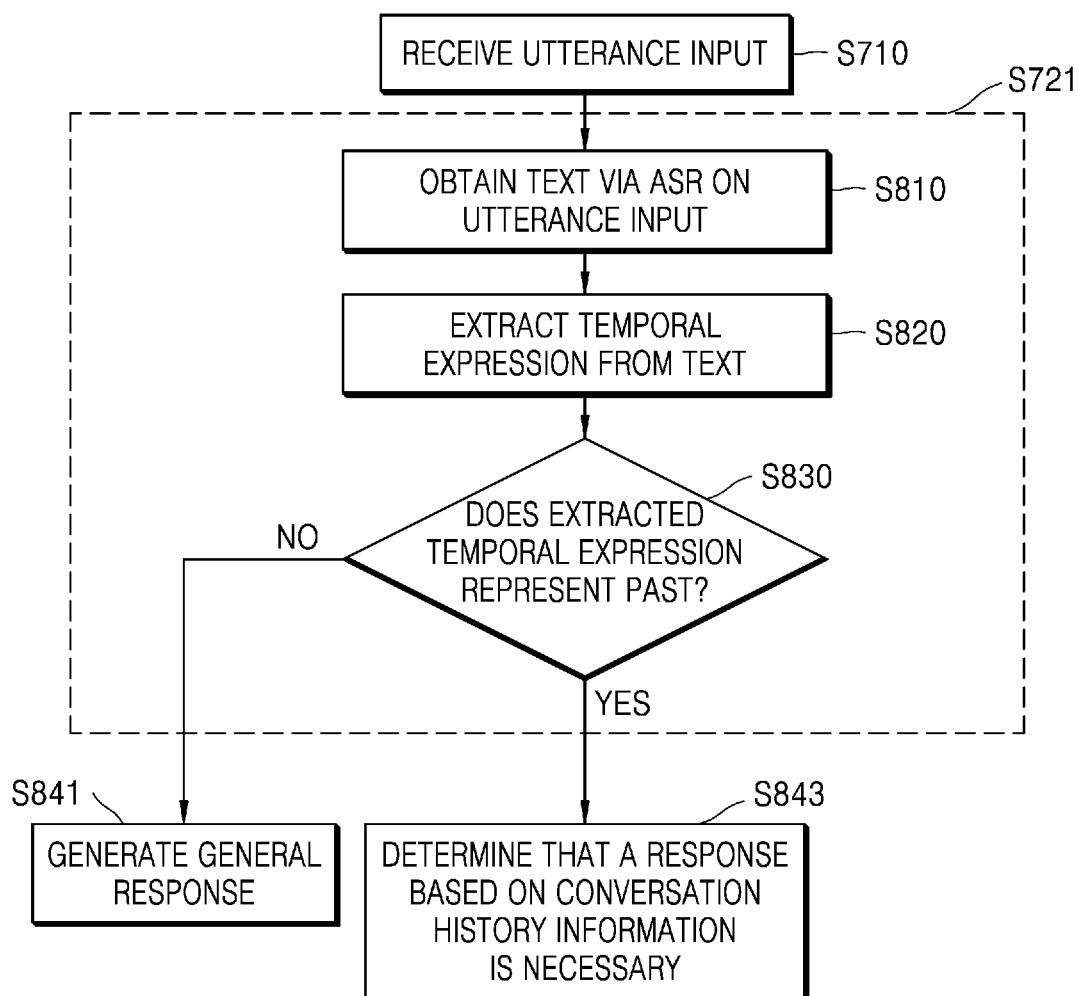 RECEIVE UTTERANCE INPUT
S710
S721
OBTAIN TEXT VIA ASR ON
UTTERANCE INPUT
S810
EXTRACT TEMPORAL
EXPRESSION FROM TEXT
S820
S830
DOES EXTRACTED
TEMPORAL EXPRESSION
REPRESENT PAST?
NO
YES
S841
GENERATE GENERAL
RESPONSE
S843
DETERMINE THAT A RESPONSE
BASED ON CONVERSATION
HISTORY INFORMATION
IS NECESSARY